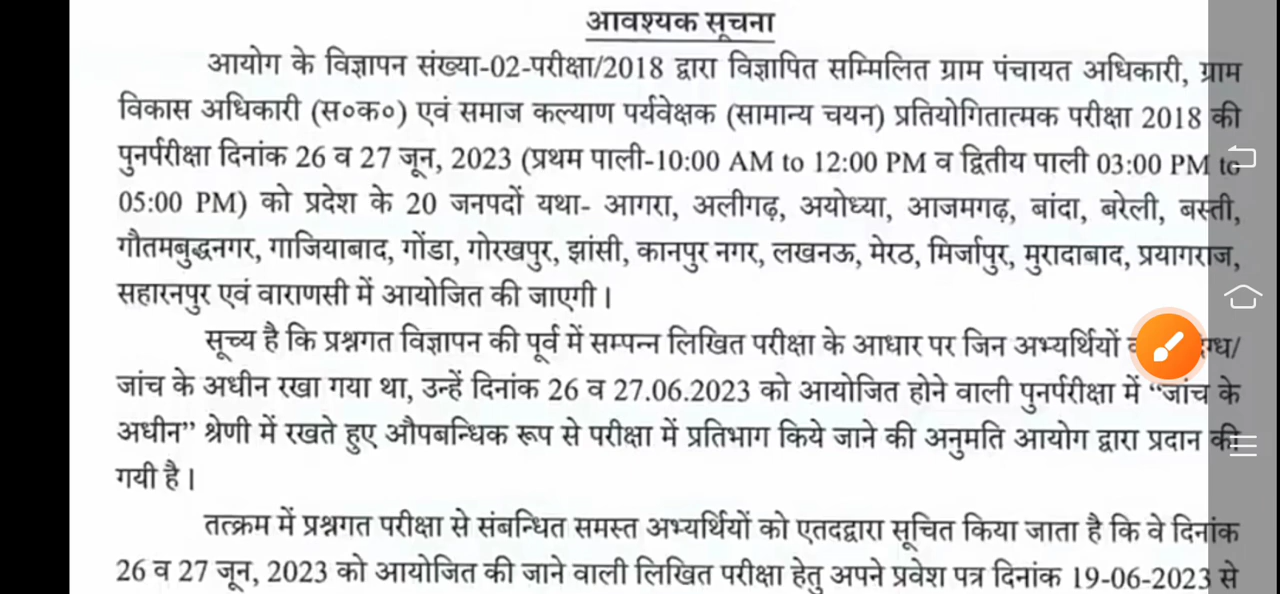 आवश्यक सूचना
आयोग के विज्ञापन संख्या-02-परीक्षा/2018 द्वारा विज्ञापित सम्मिलित ग्राम पंचायत अधिकारी, ग्राम
विकास अधिकारी (स०क०) एवं समाज कल्याण पर्यवेक्षक (सामान्य चयन) प्रतियोगितात्मक परीक्षा 2018 की
पुनर्परीक्षा दिनांक 26 व 27 जून, 2023 (प्रथम पाली-10:00 AM to 12:00 PM व द्वितीय पाली 03:00 PM to
05:00 PM) को प्रदेश के 20 जनपदों यथा- आगरा, अलीगढ़, अयोध्या, आजमगढ़, बांदा, बरेली, बस्ती,
गौतमबुद्धनगर, गाजियाबाद, गोंडा, गोरखपुर, झांसी, कानपुर नगर, लखनऊ, मेरठ, मिर्जापुर, मुरादाबाद, प्रयागराज,
सहारनपुर एवं वाराणसी में आयोजित की जाएगी।
सूच्य है कि प्रश्नगत विज्ञापन की पूर्व में सम्पन्न लिखित परीक्षा के आधार पर जिन अभ्यर्थियों
जांच के अधीन रखा गया था, उन्हें दिनांक 26 व 27.06.2023 को आयोजित होने वाली पुनर्परीक्षा में “जांच के
अधीन” श्रेणी में रखते हुए औपबन्धिक रूप से परीक्षा में प्रतिभाग किये जाने की अनुमति आयोग द्वारा प्रदान की
गयी है।
तत्क्रम में प्रश्नगत परीक्षा से संबन्धित समस्त अभ्यर्थियों को एतदद्वारा सूचित किया जाता है कि वे दिनांक
26 व 27 जून, 2023 को आयोजित की जाने वाली लिखित परीक्षा हेतु अपने प्रवेश पत्र दिनांक 19-06-2023 से